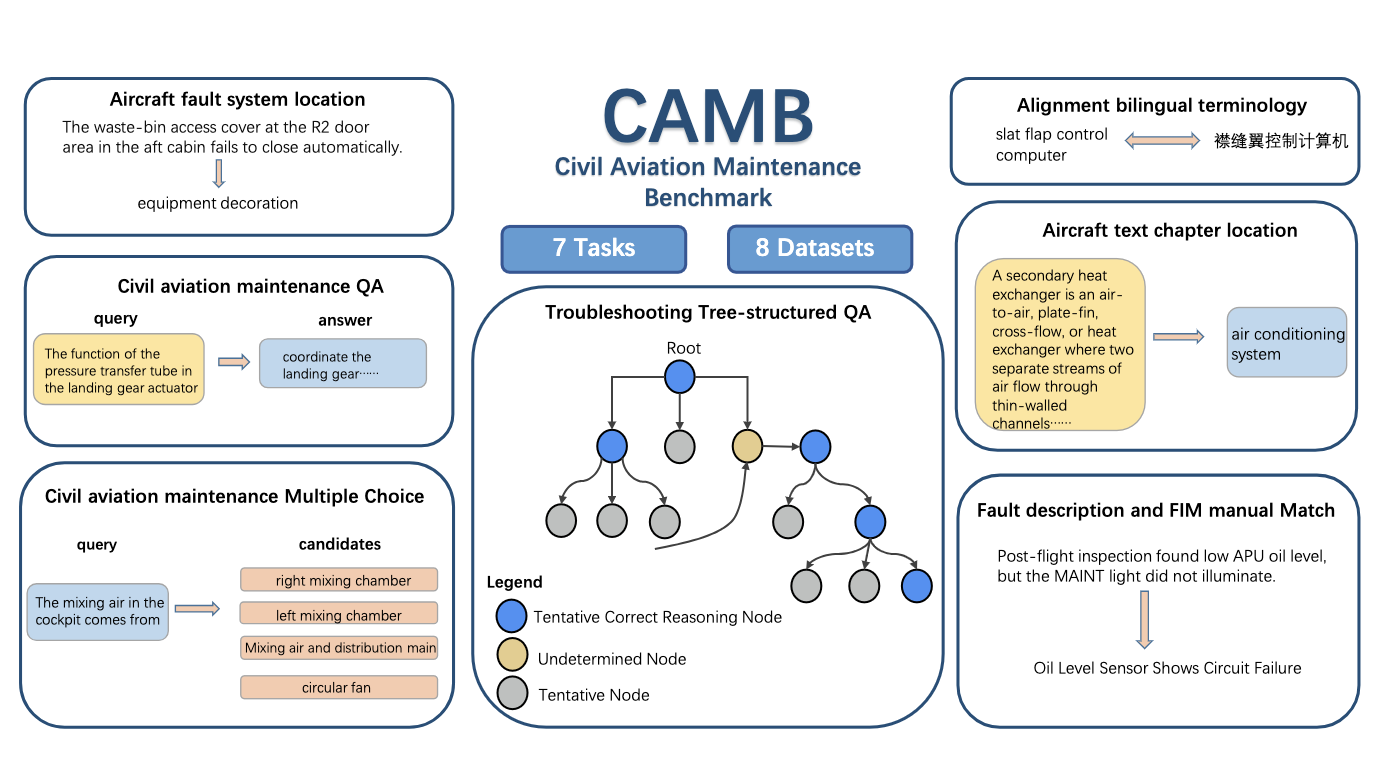 Aircraft fault system location
The waste-bin access cover at the R2 door
area in the aft cabin fails to close automatically.
equipment decoration
Civil aviation maintenance QA
query
answer
The function of the
pressure transfer tube in
the landing gear actuator
coordinate the
landing gear······
Civil aviation maintenance Multiple Choice
query
candidates
The mixing air in the
cockpit comes from
right mixing chamber
left mixing chamber
Mixing air and distribution main
circular fan
CAMB
Civil Aviation Maintenance
Benchmark
7 Tasks
8 Datasets
Troubleshooting Tree-structured QA
Root
Legend
Tentative Correct Reasoning Node
Undetermined Node
Tentative Node
Alignment bilingual terminology
slat flap control
computer
襟缝翼控制计算机
Aircraft text chapter location
A secondary heat
exchanger is an air-
to-air, plate-fin,
cross-flow, or heat
exchanger where two
separate streams of
air flow through
thin-walled
channels······
air conditioning
system
Fault description and FIM manual Match
Post-flight inspection found low APU oil level,
but the MAINT light did not illuminate.
Oil Level Sensor Shows Circuit Failure